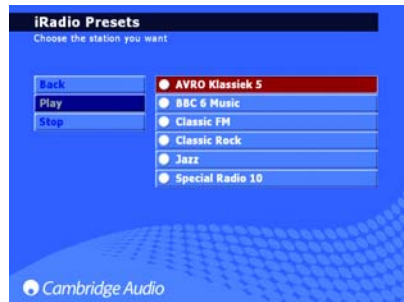 iRadio Presets
Choose the station you want
Back
Play
Stop
AVRO Klassiek 5
BBC 6 Music
Classic FM
Classic Rock
Jazz
Special Radio 10
Cambridge Audio